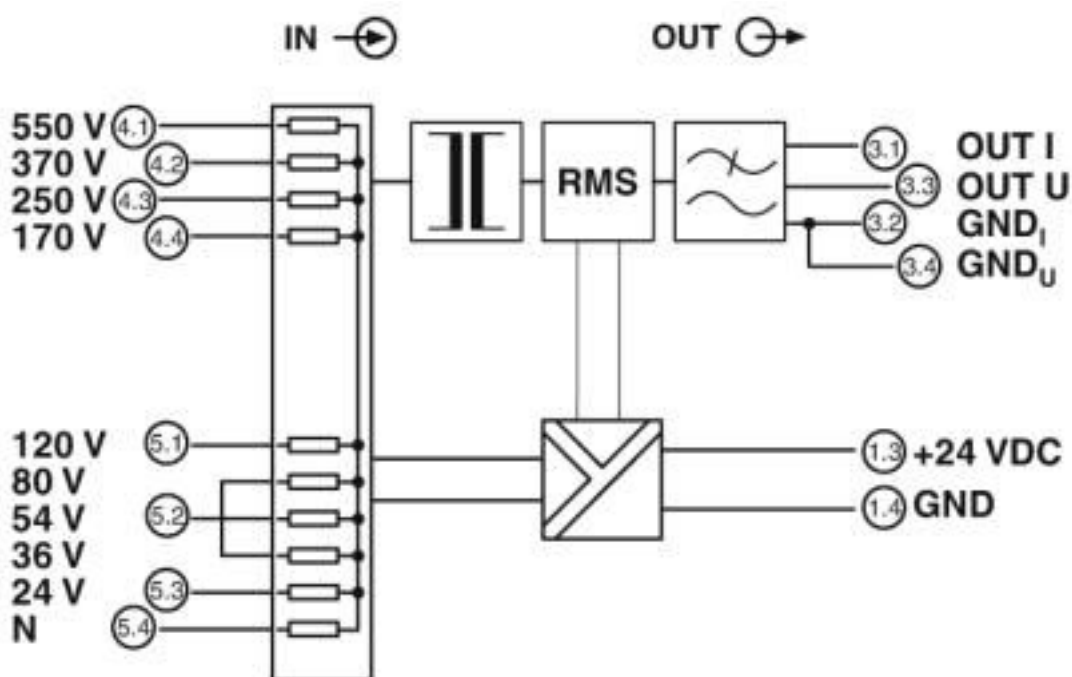 IN OUT
550 V 4.1
370 V 4.2
250 V 4.3
170 V 4.4
RMS
3.1 OUT I
3.3 OUT U
3.2 GNDI
3.4 GNDU
120 V 5.1
80 V
54 V 5.2
36 V
24 V 5.3
N 5.4
1.3 +24 VDC
1.4 GND